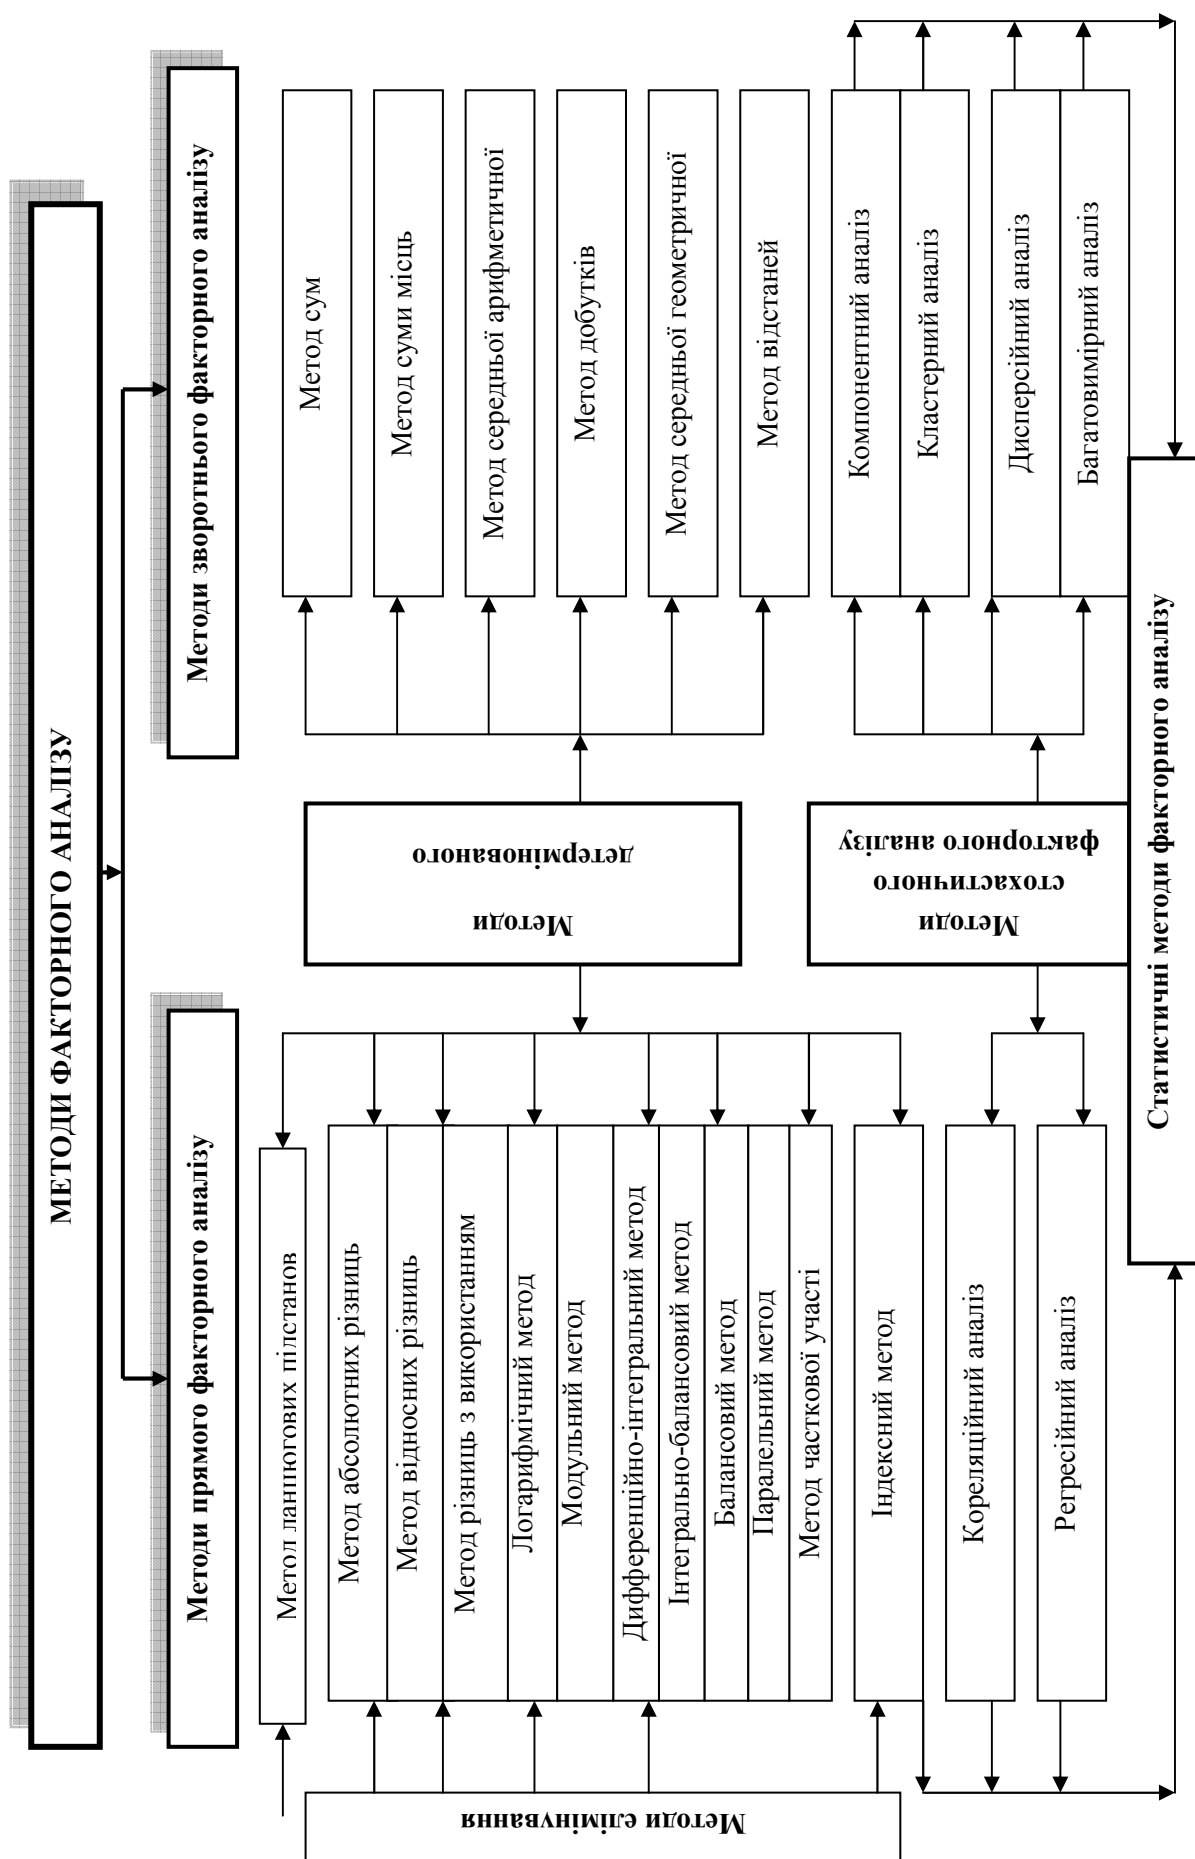 МЕТОДИ ФАКТОРНОГО АНАЛІЗУ
Методи прямого факторного аналізу
Методи зворотнього факторного аналізу
Метол ланцюгових пілстанов
Метод абсолютних різниць
Метод відносних різниць
Метод різниць з використанням
Логарифмічний метод
Модульний метод
Дифференційно-інтегральний метод
Інтегрально-балансовий метод
Балансовий метод
Паралельний метод
Метод часткової участі
Індексний метод
Кореляційний аналіз
Регресійний аналіз
Методи елімінування
Методи
детермінованого
Методи
стохастичного
факторного аналізу
Метод сум
Метод суми місць
Метод середньої арифметичної
Метод добутків
Метод середньої геометричної
Метод відстаней
Компонентний аналіз
Кластерний аналіз
Дисперсійний аналіз
Багатовимірний аналіз
Статистичні методи факторного аналізу